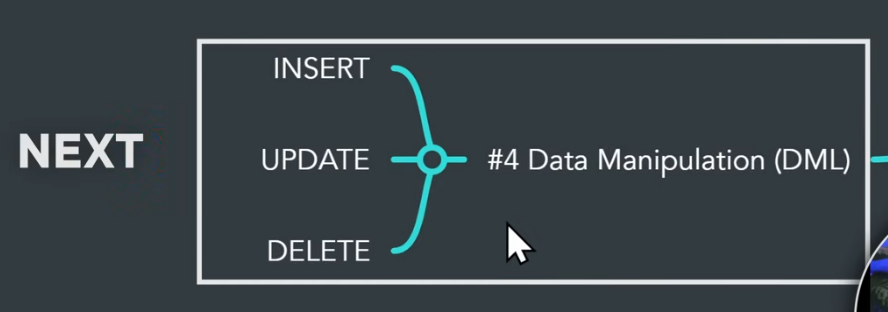 INSERT
NEXT
UPDATE
#4 Data Manipulation (DML)
DELETE